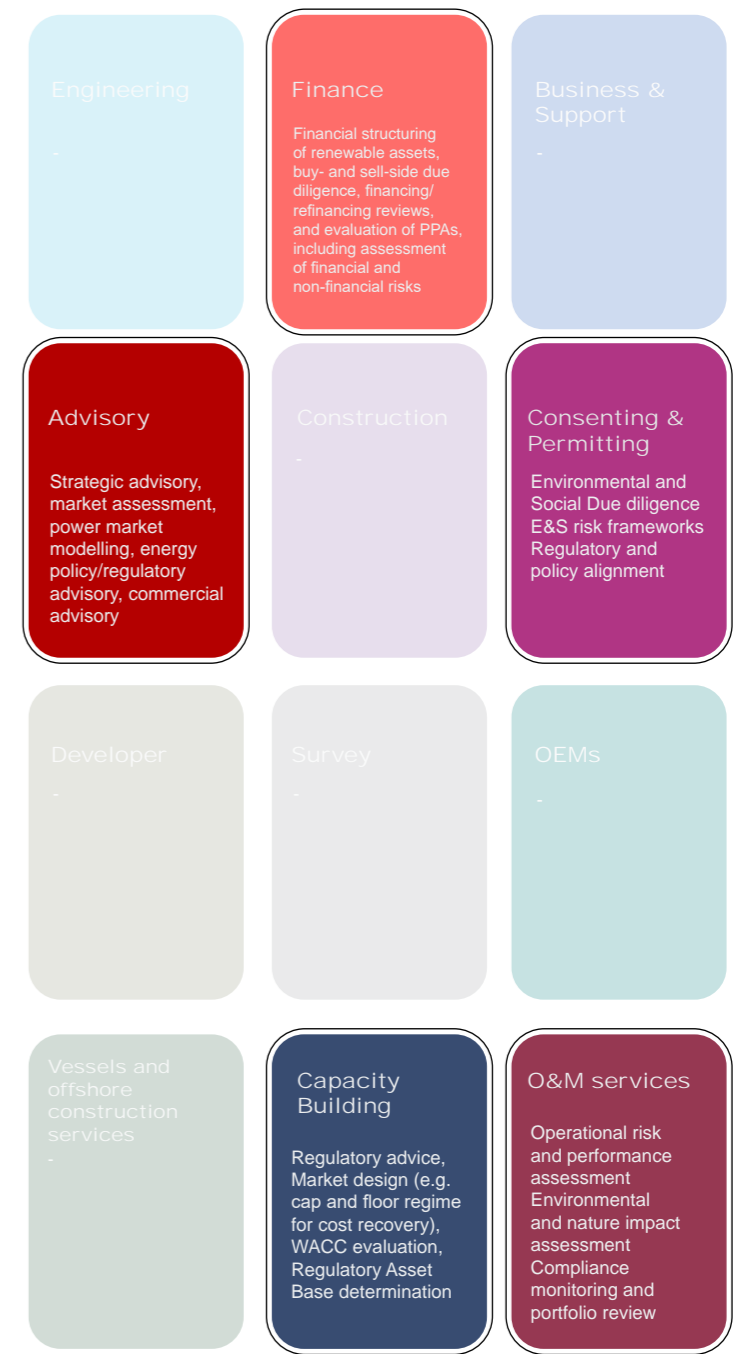 Engineering
-
Finance
Financial structuring
of renewable assets,
buy- and sell-side due
diligence, financing/
refinancing reviews,
and evaluation of PPAs,
including assessment
of financial and
non-financial risks
Business &
Support
-
Advisory
Strategic advisory,
market assessment,
power market
modelling, energy
policy/regulatory
advisory, commercial
advisory
Construction
-
Consenting &
Permitting
Environmental and
Social Due diligence
E&S risk frameworks
Regulatory and
policy alignment
Developer
-
Survey
-
OEMs
-
Vessels and
offshore
construction
services
-
Capacity
Building
Regulatory advice,
Market design (e.g.
cap and floor regime
for cost recovery),
WACC evaluation,
Regulatory Asset
Base determination
O&M services
Operational risk
and performance
assessment
Environmental
and nature impact
assessment
Compliance
monitoring and
portfolio review